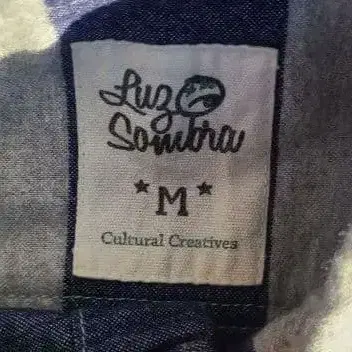 Luz
Sombra
* M *
Cultural Creatives